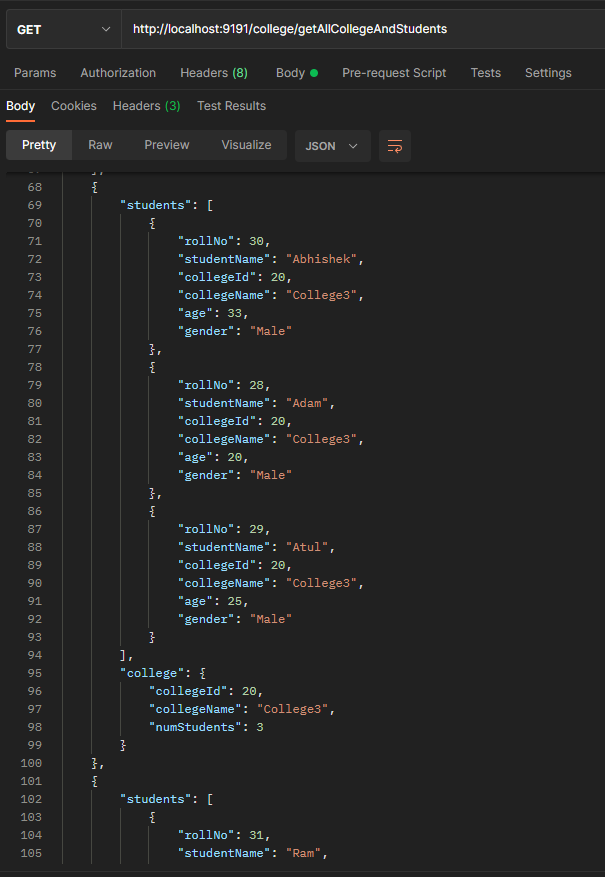 GET http://localhost:9191/college/getAllCollegeAndStudents
Params Authorization Headers (8) Body Pre-request Script Tests Settings
Body Cookies Headers (3) Test Results
Pretty Raw Preview Visualize JSON
68 {
69 "students": [
70 {
71 "rollNo": 30,
72 "studentName": "Abhishek",
73 "collegeId": 20,
74 "collegeName": "College3",
75 "age": 33,
76 "gender": "Male"
77 },
78 {
79 "rollNo": 28,
80 "studentName": "Adam",
81 "collegeId": 20,
82 "collegeName": "College3",
83 "age": 20,
84 "gender": "Male"
85 },
86 {
87 "rollNo": 29,
88 "studentName": "Atul",
89 "collegeId": 20,
90 "collegeName": "College3",
91 "age": 25,
92 "gender": "Male"
93 }
94 ],
95 "college": {
96 "collegeId": 20,
97 "collegeName": "College3",
98 "numStudents": 3
99 }
100 },
101 {
102 "students": [
103 {
104 "rollNo": 31,
105 "studentName": "Ram",